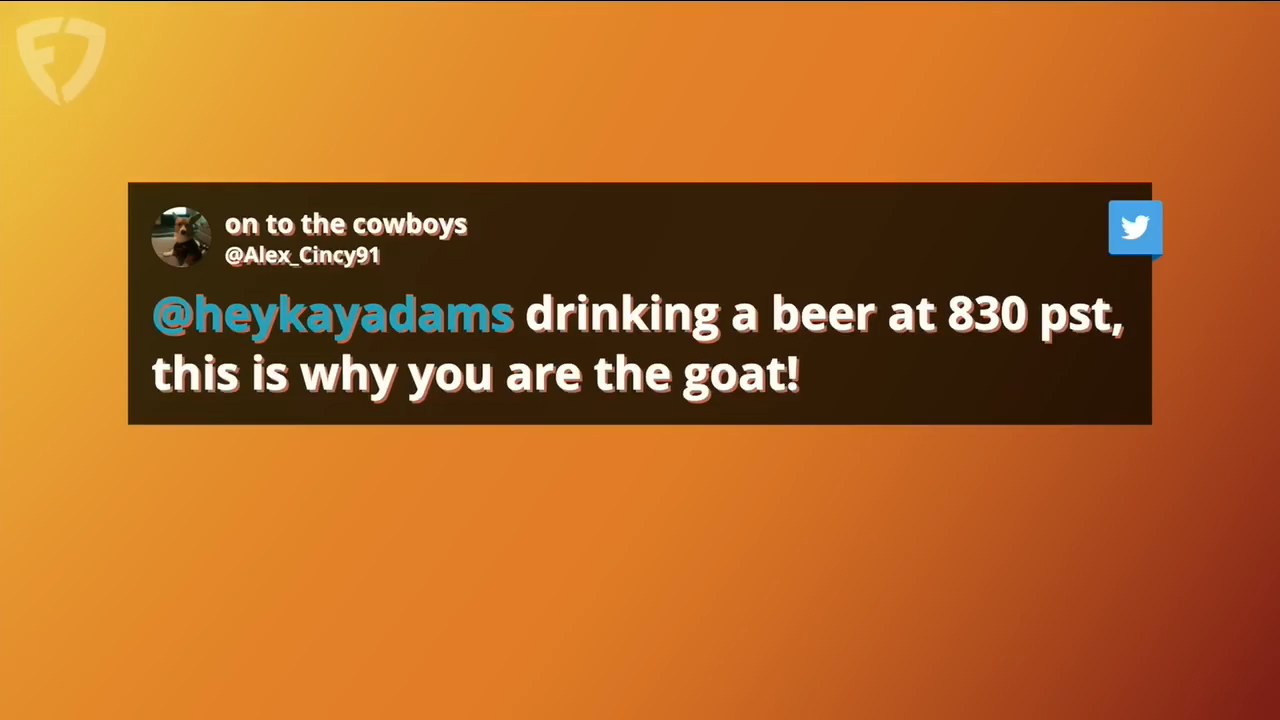 on to the cowboys
@Alex_Cincy91
@heykayadams drinking a beer at 830 pst,
this is why you are the goat!